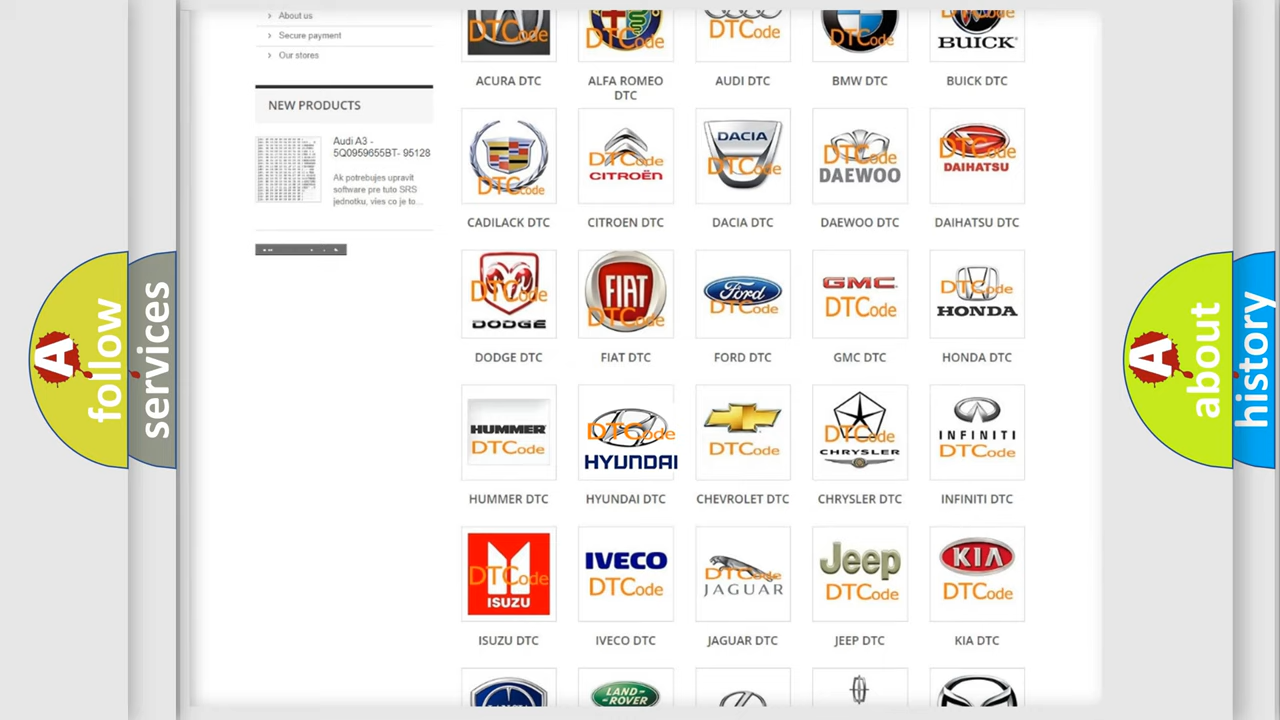 About us
Secure payment
Our stores
NEW PRODUCTS
Audi A3 -
5Q0959655BT- 95128
Ak potrebujes upravit
software pre tuto SRS
jednotku, vies co je to...
DTCode
DTCode
DTCode
DTCode
BUICK
ACURA DTC
ALFA ROMEO
DTC
AUDI DTC
BMW DTC
BUICK DTC
DTCode
DTCode
CITROËN
DACIA
DTCode
DTCode
DAEWOO
DTCode
DAIHATSU
CADILACK DTC
CITROEN DTC
DACIA DTC
DAEWOO DTC
DAIHATSU DTC
DTCode
DODGE
FIAT
DTCode
Ford
DTCode
GMC
DTCode
DTCode
HONDA
DODGE DTC
FIAT DTC
FORD DTC
GMC DTC
HONDA DTC
HUMMER
DTCode
DTCode
HYUNDAI
DTCode
DTCode
CHRYSLER
INFINITI
DTCode
HUMMER DTC
HYUNDAI DTC
CHEVROLET DTC
CHRYSLER DTC
INFINITI DTC
DTCode
ISUZU
IVECO
DTCode
DTCode
JAGUAR
Jeep
DTCode
KIA
DTCode
ISUZU DTC
IVECO DTC
JAGUAR DTC
JEEP DTC
KIA DTC
LAND-
ROVER
A
follow
services
A
about
history